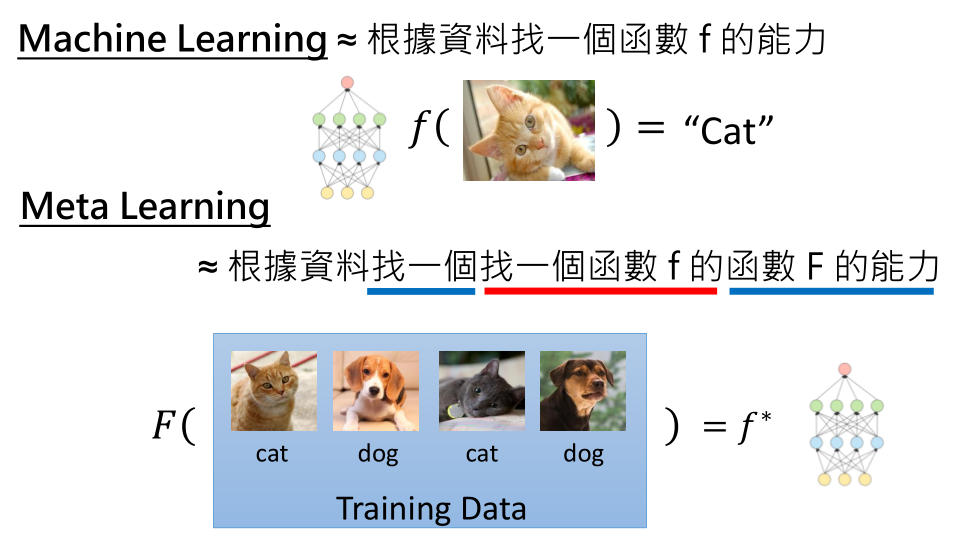 Machine Learning ≈ 根據資料找一個函數 f 的能力
𝑓( ) = “Cat”
Meta Learning
≈ 根據資料找一個找一個函數 f 的函數 F 的能力
𝐹( ) = 𝑓*
cat dog cat dog
Training Data